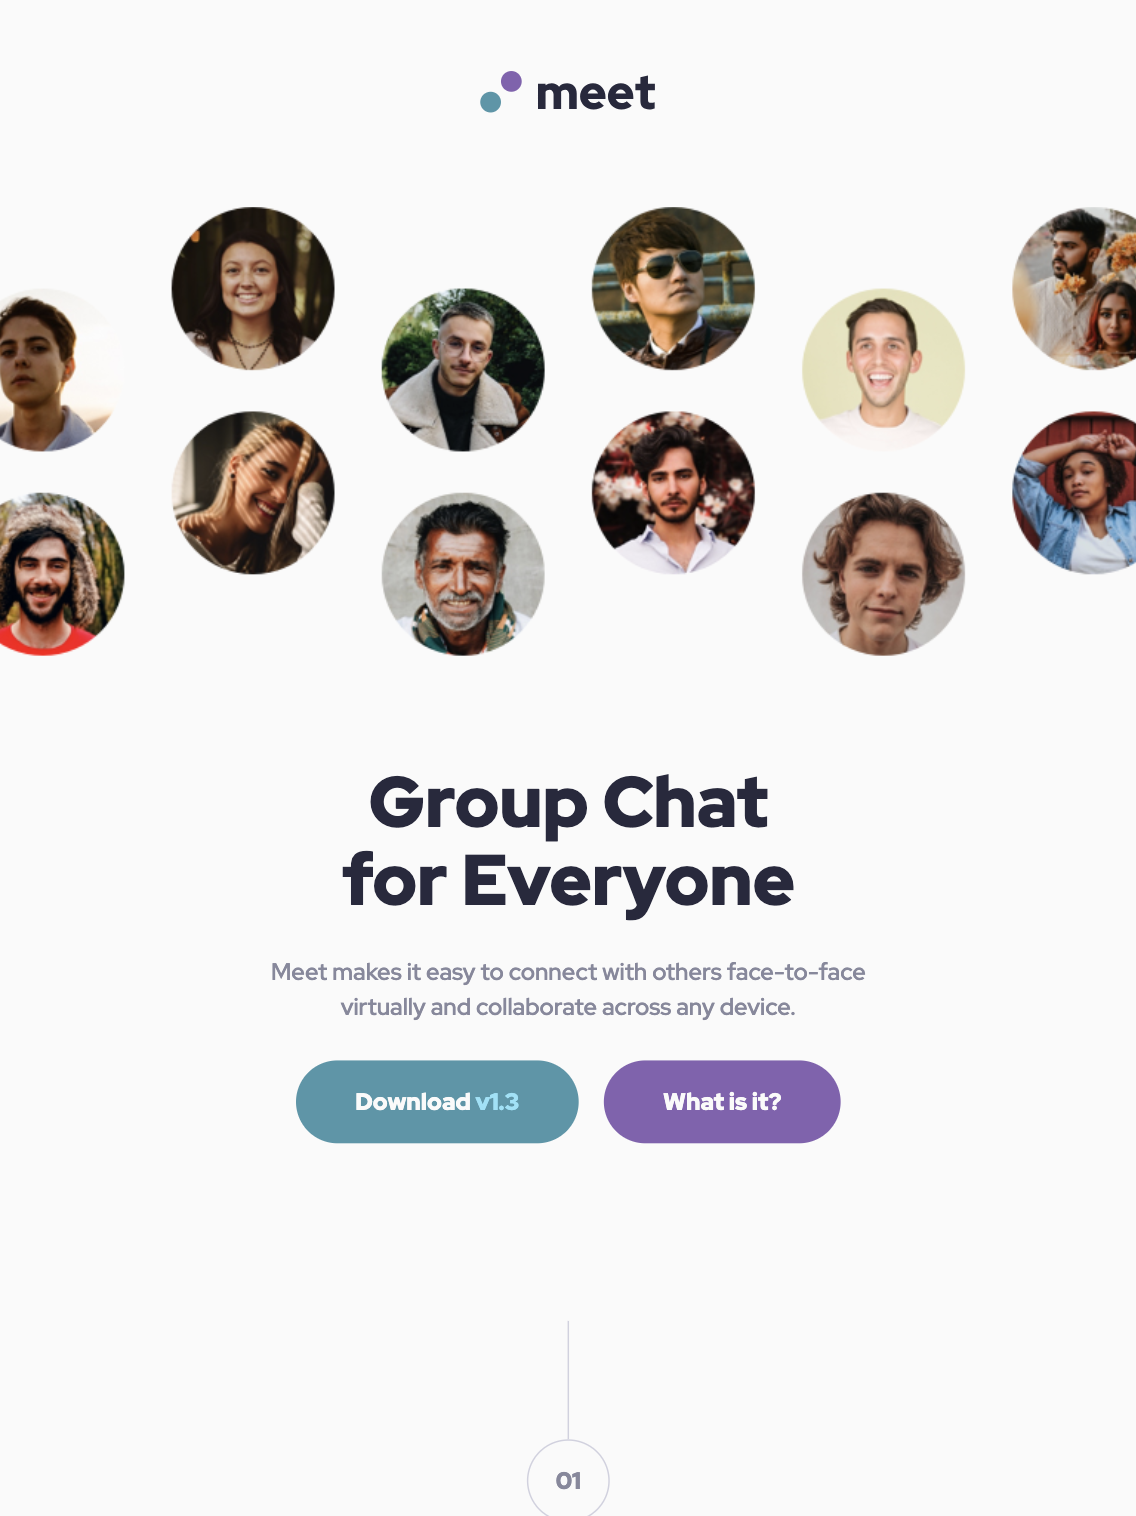 meet
Group Chat
for Everyone
Meet makes it easy to connect with others face-to-face
virtually and collaborate across any device.
Download v1.3
What is it?
01